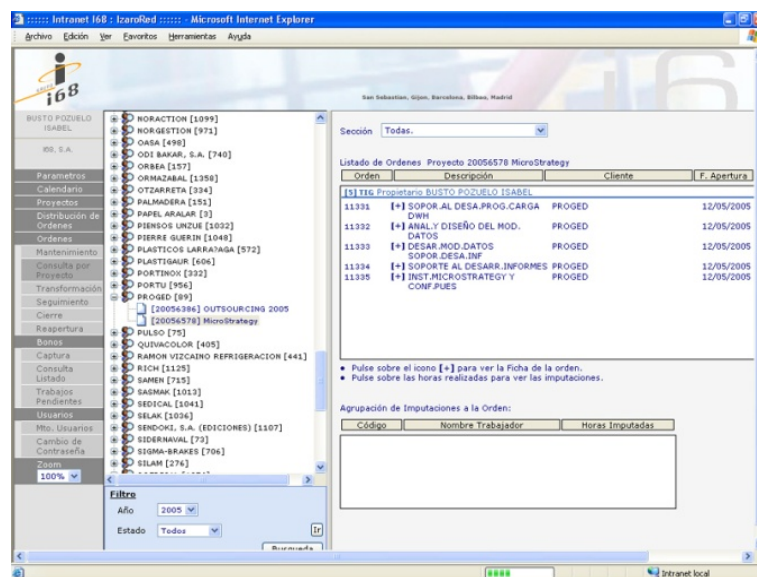 :::::: Intranet I68 : IzaroRed :::::: - Microsoft Internet Explorer
Archivo Edición Ver Favoritos Herramientas Ayuda
grupo
i68
San Sebastian, Gijon, Barcelona, Bilbao, Madrid
BUSTO POZUELO
ISABEL
I68, S.A.
Parametros
Calendario
Proyectos
Distribución de
Ordenes
Ordenes
Mantenimiento
Consulta por
Proyecto
Transformación
Seguimiento
Cierre
Reapertura
Bonos
Captura
Consulta
Listado
Trabajos
Pendientes
Usuarios
Mto. Usuarios
Cambio de
Contraseña
Zoom
100%
NORACTION [1099]
NORGESTION [971]
OASA [498]
ODI BAKAR, S.A. [740]
ORBEA [157]
ORMAZABAL [1358]
OTZARRETA [334]
PALMADERA [151]
PAPEL ARALAR [3]
PIENSOS UNZUE [1032]
PIERRE GUERIN [1048]
PLASTICOS LARRA?AGA [572]
PLASTIGAUR [606]
PORTINOX [332]
PORTU [956]
PROGED [89]
[20056386] OUTSOURCING 2005
[20056578] MicroStrategy
PULSO [75]
QUIVACOLOR [405]
RAMON VIZCAINO REFRIGERACION [441]
RICH [1125]
SAMEN [715]
SASMAK [1013]
SEDICAL [1041]
SELAK [1036]
SENDOKI, S.A. (EDICIONES) [1107]
SIDERNAVAL [73]
SIGMA-BRAKES [706]
SILAM [276]
Filtro
Año 2005
Estado Todos Ir
Busqueda
Sección Todas.
Listado de Ordenes Proyecto 20056578 MicroStrategy
Orden Descripción Cliente F. Apertura
[5] TIG Propietario BUSTO POZUELO ISABEL
11331 [+] SOPOR.AL DESA.PROG.CARGA PROGED 12/05/2005
DWH
11332 [+] ANAL.Y DISEÑO DEL MOD. PROGED 12/05/2005
DATOS
11333 [+] DESAR.MOD.DATOS PROGED 12/05/2005
SOPOR.DESA.INF
11334 [+] SOPORTE AL DESARR.INFORMES PROGED 12/05/2005
11335 [+] INST.MICROSTRATEGY Y PROGED 12/05/2005
CONF.PUES
• Pulse sobre el icono [+] para ver la Ficha de la orden.
• Pulse sobre las horas realizadas para ver las imputaciones.
Agrupación de Imputaciones a la Orden:
Código Nombre Trabajador Horas Imputadas
Intranet local